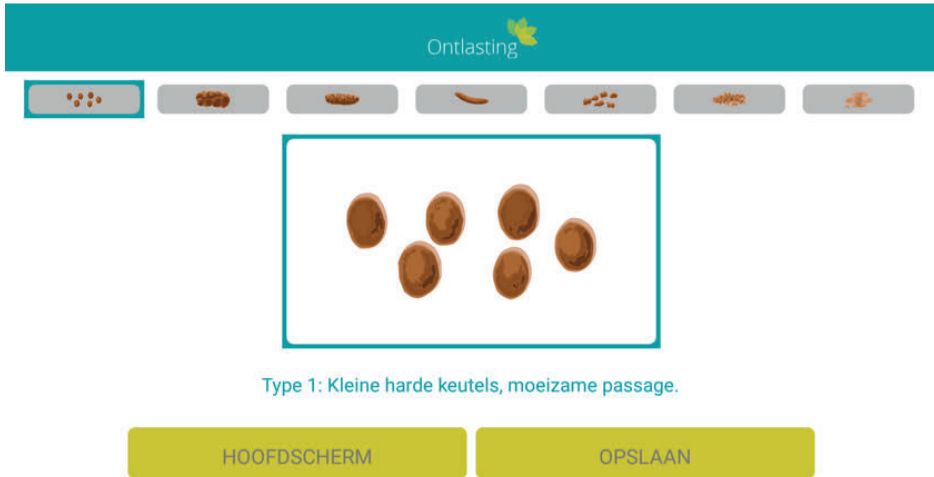 Ontlasting
Type 1: Kleine harde keutels, moeizame passage.
HOOFDSCHERM
OPSLAAN